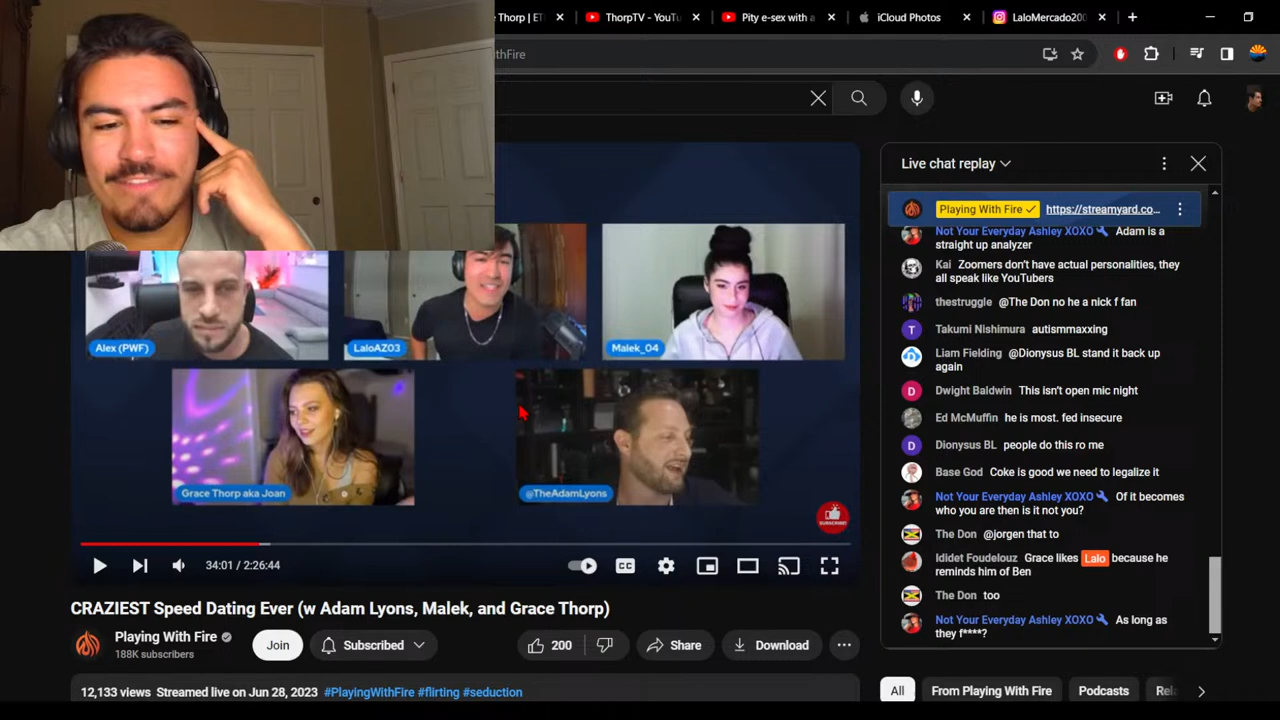 e Thorp | ET
ThorpTV - YouTu
Pity e-sex with a
iCloud Photos
LaloMercado200
thFire
Live chat replay
Playing With Fire
https://streamyard.co...
Not Your Everyday Ashley XOXO Adam is a
straight up analyzer
Kai Zoomers don’t have actual personalities, they
all speak like YouTubers
thestruggle @The Don no he a nick f fan
Takumi Nishimura autismmaxxing
Liam Fielding @Dionysus BL stand it back up
again
Dwight Baldwin This isn’t open mic night
Ed McMuffin he is most. fed insecure
Dionysus BL people do this ro me
Base God Coke is good we need to legalize it
Not Your Everyday Ashley XOXO Of it becomes
who you are then is it not you?
The Don @jorgen that to
Ididet Foudelouz Grace likes Lalo because he
reminds him of Ben
The Don too
Not Your Everyday Ashley XOXO As long as
they f****?
Alex (PWF)
LaloAZ03
Malek_04
Grace Thorp aka Joan
@TheAdamLyons
SUBSCRIBE
34:01 / 2:26:44
CC
CRAZIEST Speed Dating Ever (w Adam Lyons, Malek, and Grace Thorp)
Playing With Fire
188K subscribers
Join
Subscribed
200
Share
Download
12,133 views Streamed live on Jun 28, 2023 #PlayingWithFire #flirting #seduction
All
From Playing With Fire
Podcasts
Rel